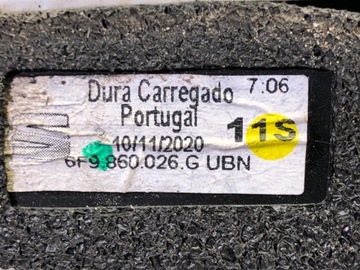 Dura Carregado 7:06
Portugal
10/11/2020 11S
6F9.860.026.G UBN